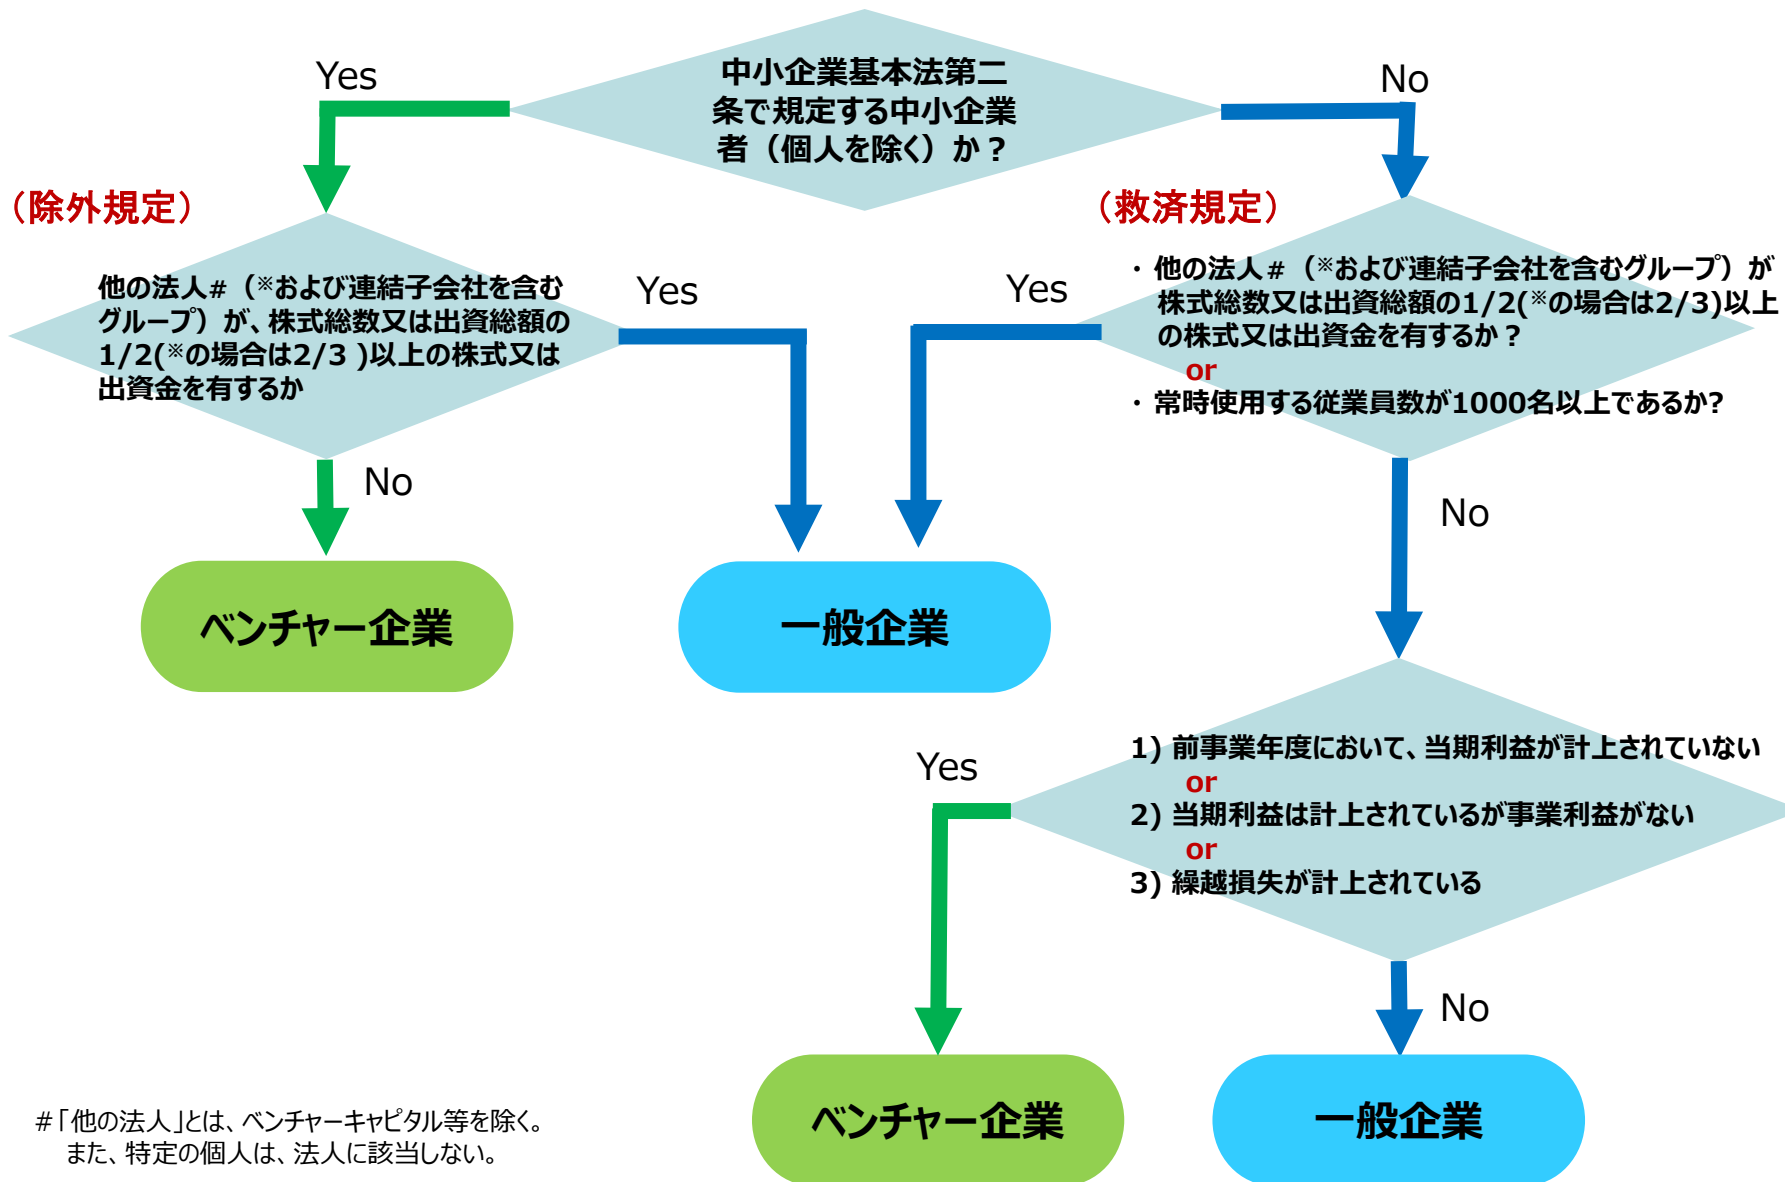 中小企業基本法第二
条で規定する中小企業
者（個人を除く）か？
Yes
No
（除外規定）
（救済規定）
他の法人#（※および連結子会社を含む
グループ）が、株式総数又は出資総額の
1/2(※の場合は2/3 )以上の株式又は
出資金を有するか
Yes
No
Yes
・ 他の法人#（※および連結子会社を含むグループ）が
株式総数又は出資総額の1/2(※の場合は2/3)以上
の株式又は出資金を有するか？
or
・ 常時使用する従業員数が1000名以上であるか?
No
ベンチャー企業
一般企業
Yes
1) 前事業年度において、当期利益が計上されていない
or
2) 当期利益は計上されているが事業利益がない
or
3) 繰越損失が計上されている
No
ベンチャー企業
一般企業
#「他の法人」とは、ベンチャーキャピタル等を除く。
また、特定の個人は、法人に該当しない。